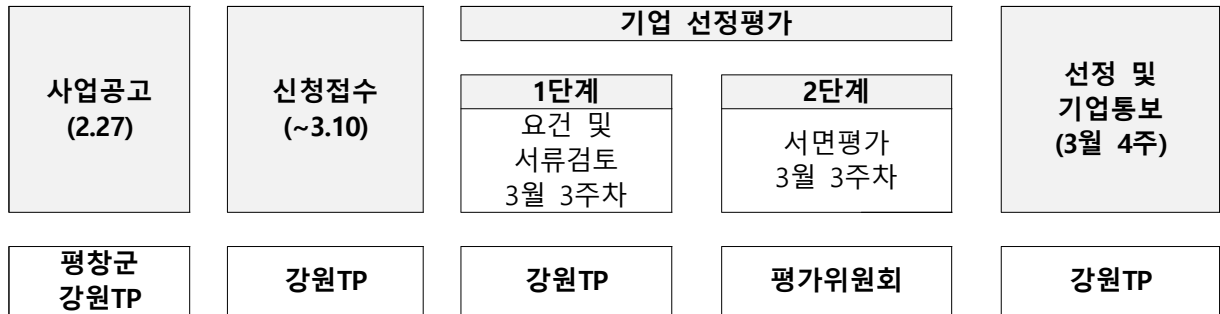 사업공고
(2.27)
신청접수
(~3.10)
기업 선정평가
1단계
요건 및
서류검토
3월 3주차
2단계
서면평가
3월 3주차
선정 및
기업통보
(3월 4주)
평창군
강원TP
강원TP
강원TP
평가위원회
강원TP